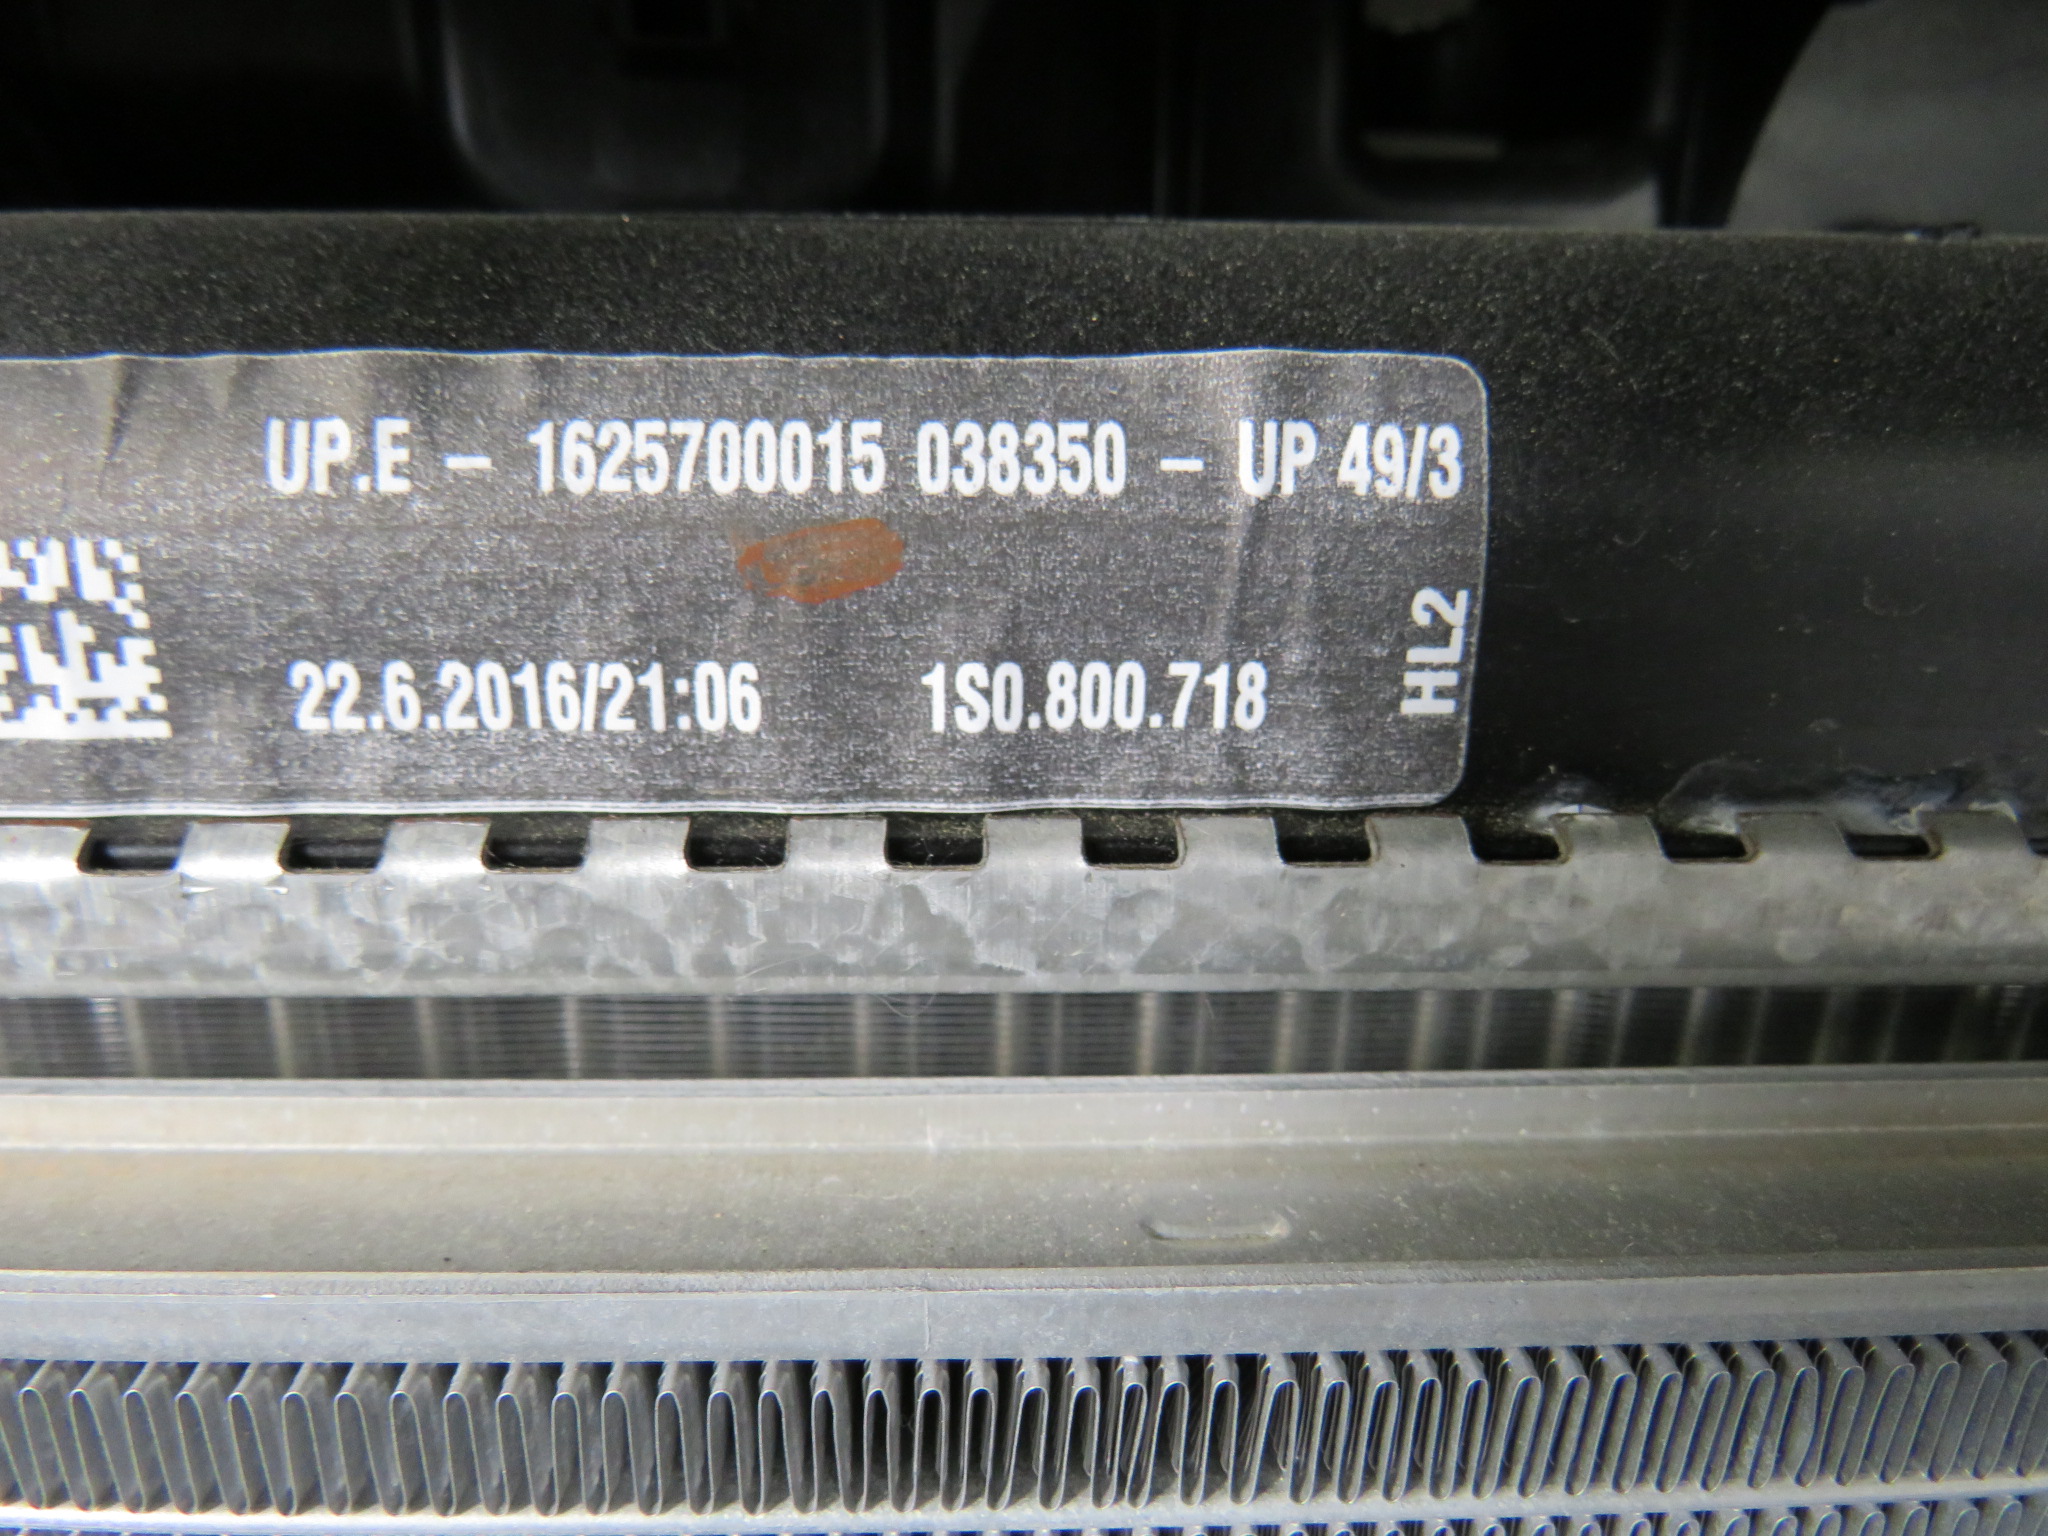 UP.E - 1625700015 038350 - UP 49/3
22.6.2016/21:06 1S0.800.718
HL2